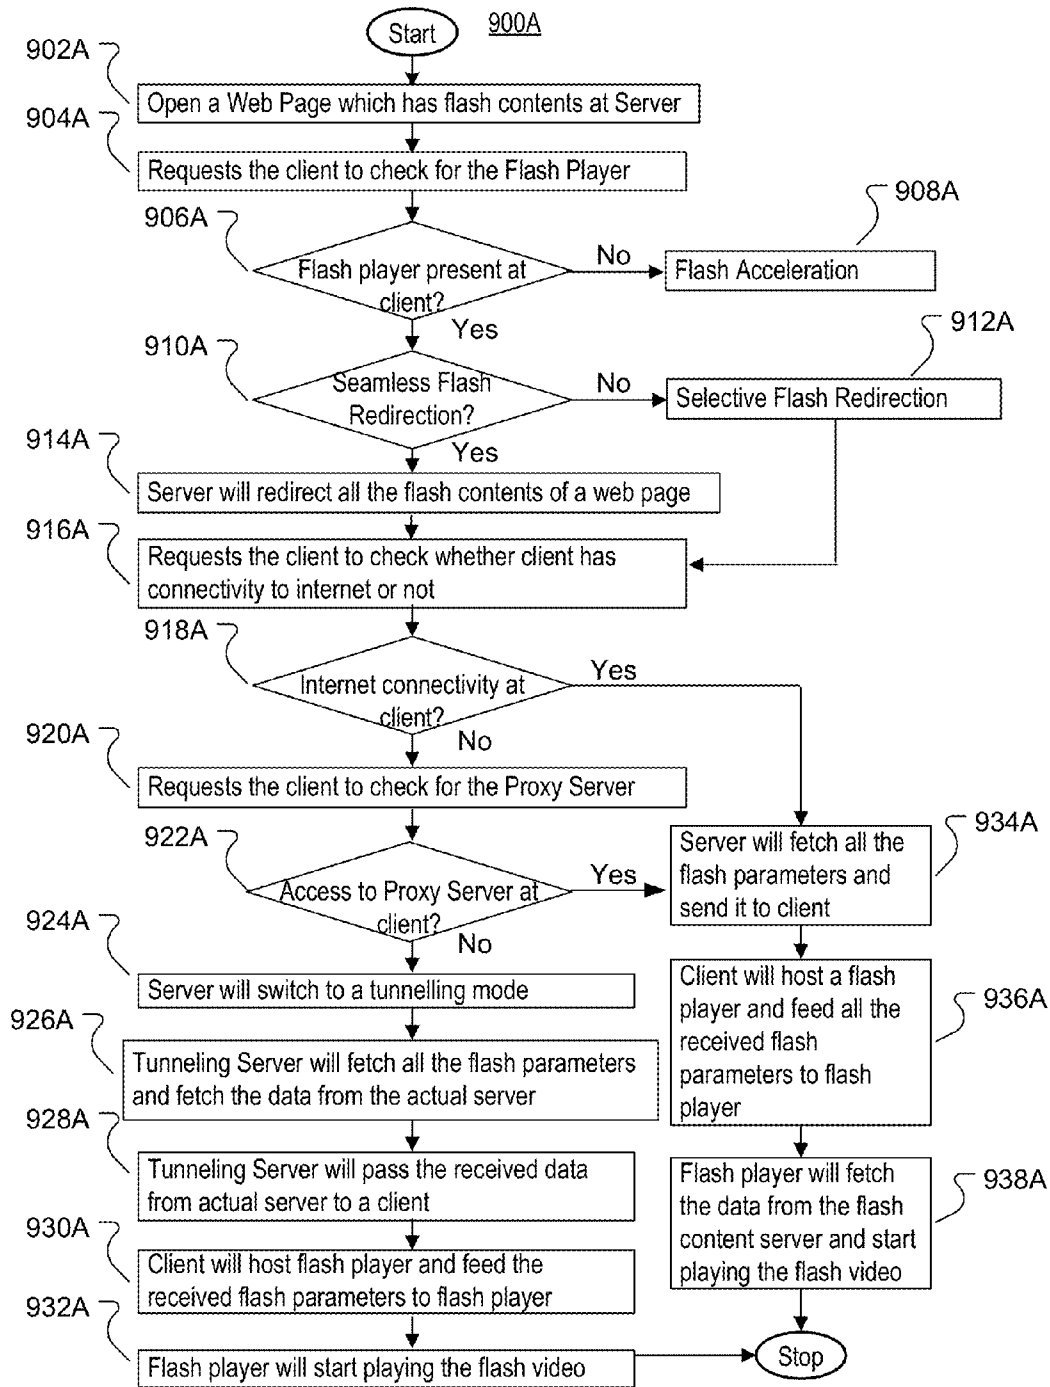 Start
900A
902A
Open a Web Page which has flash contents at Server
904A
Requests the client to check for the Flash Player
906A
Flash player present at
client?
No
908A
Flash Acceleration
Yes
910A
Seamless Flash
Redirection?
No
912A
Selective Flash Redirection
Yes
914A
Server will redirect all the flash contents of a web page
916A
Requests the client to check whether client has
connectivity to internet or not
918A
Internet connectivity at
client?
Yes
No
920A
Requests the client to check for the Proxy Server
922A
Access to Proxy Server at
client?
Yes
No
934A
Server will fetch all the
flash parameters and
send it to client
924A
Server will switch to a tunnelling mode
936A
Client will host a flash
player and feed all the
received flash
parameters to flash
player
926A
Tunneling Server will fetch all the flash parameters
and fetch the data from the actual server
928A
Tunneling Server will pass the received data
from actual server to a client
938A
Flash player will fetch
the data from the flash
content server and start
playing the flash video
930A
Client will host flash player and feed the
received flash parameters to flash player
932A
Flash player will start playing the flash video
Stop